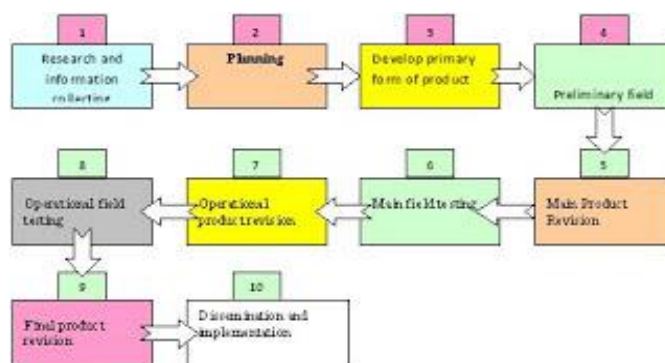 1
Research and
information
collecting
2
Planning
3
Develop primary
form of product
4
Preliminary field
5
Main Product
Revision
6
Main field testing
7
Operational
product revision
8
Operational field
testing
9
Final product
revision
10
Dissemination and
implementation